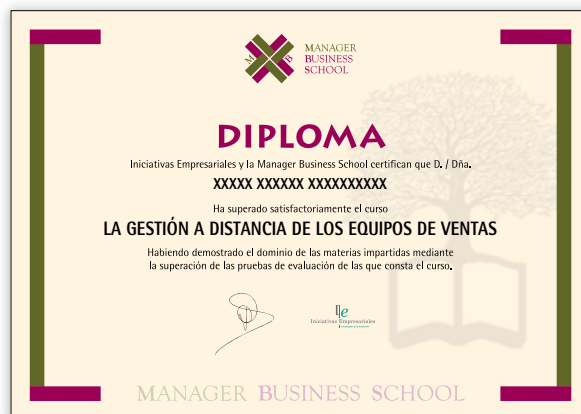 M B
MANAGER
BUSINESS
SCHOOL
DIPLOMA
Iniciativas Empresariales y la Manager Business School certifican que D. / Dña.
XXXXX XXXXXX XXXXXXXXXX
Ha superado satisfactoriamente el curso
LA GESTIÓN A DISTANCIA DE LOS EQUIPOS DE VENTAS
Habiendo demostrado el dominio de las materias impartidas mediante
la superación de las pruebas de evaluación de las que consta el curso.
Iniciativas Empresariales
MANAGER BUSINESS SCHOOL